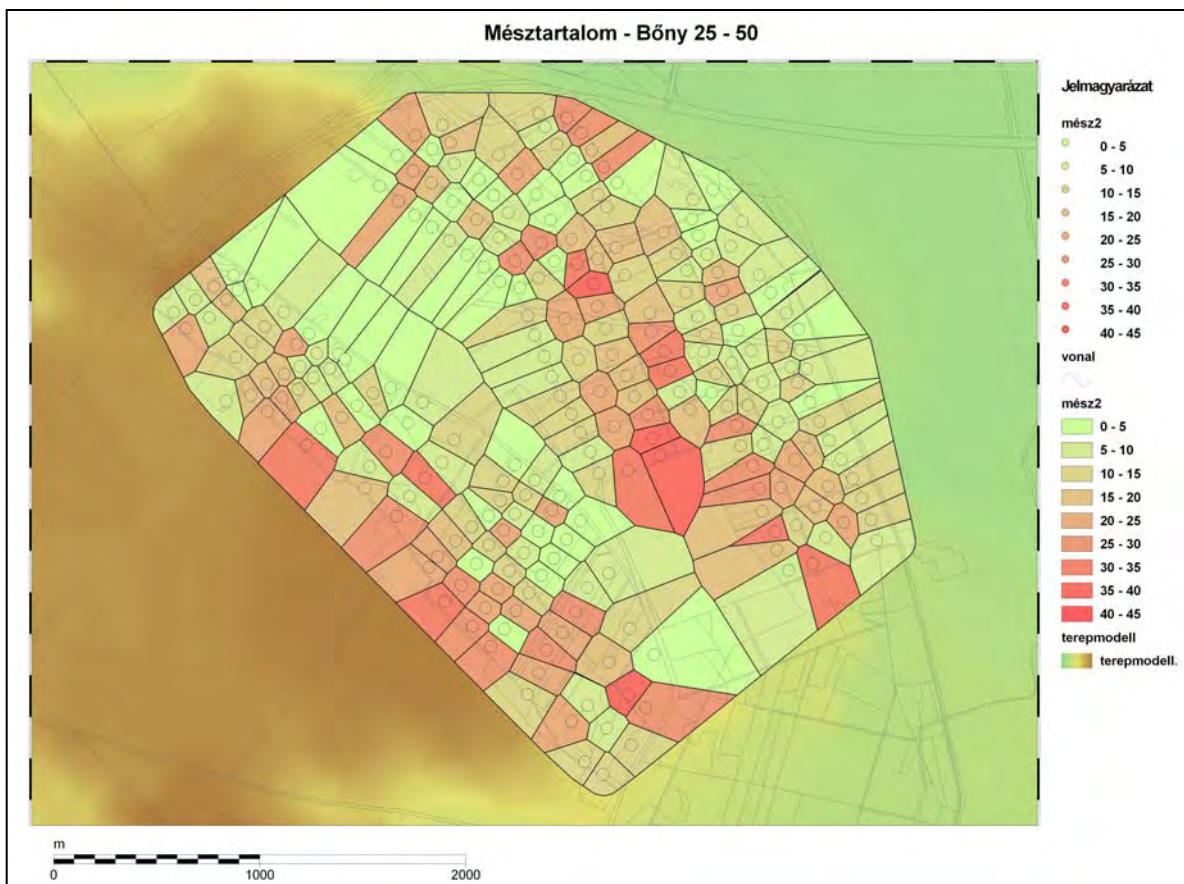 Mésztartalom - Bőny 25 - 50
Jelmagyarázat
mész2
0 - 5
5 - 10
10 - 15
15 - 20
20 - 25
25 - 30
30 - 35
35 - 40
40 - 45
vonal
mész2
0 - 5
5 - 10
10 - 15
15 - 20
20 - 25
25 - 30
30 - 35
35 - 40
40 - 45
terepmodell
terepmodell.
m
0 1000 2000